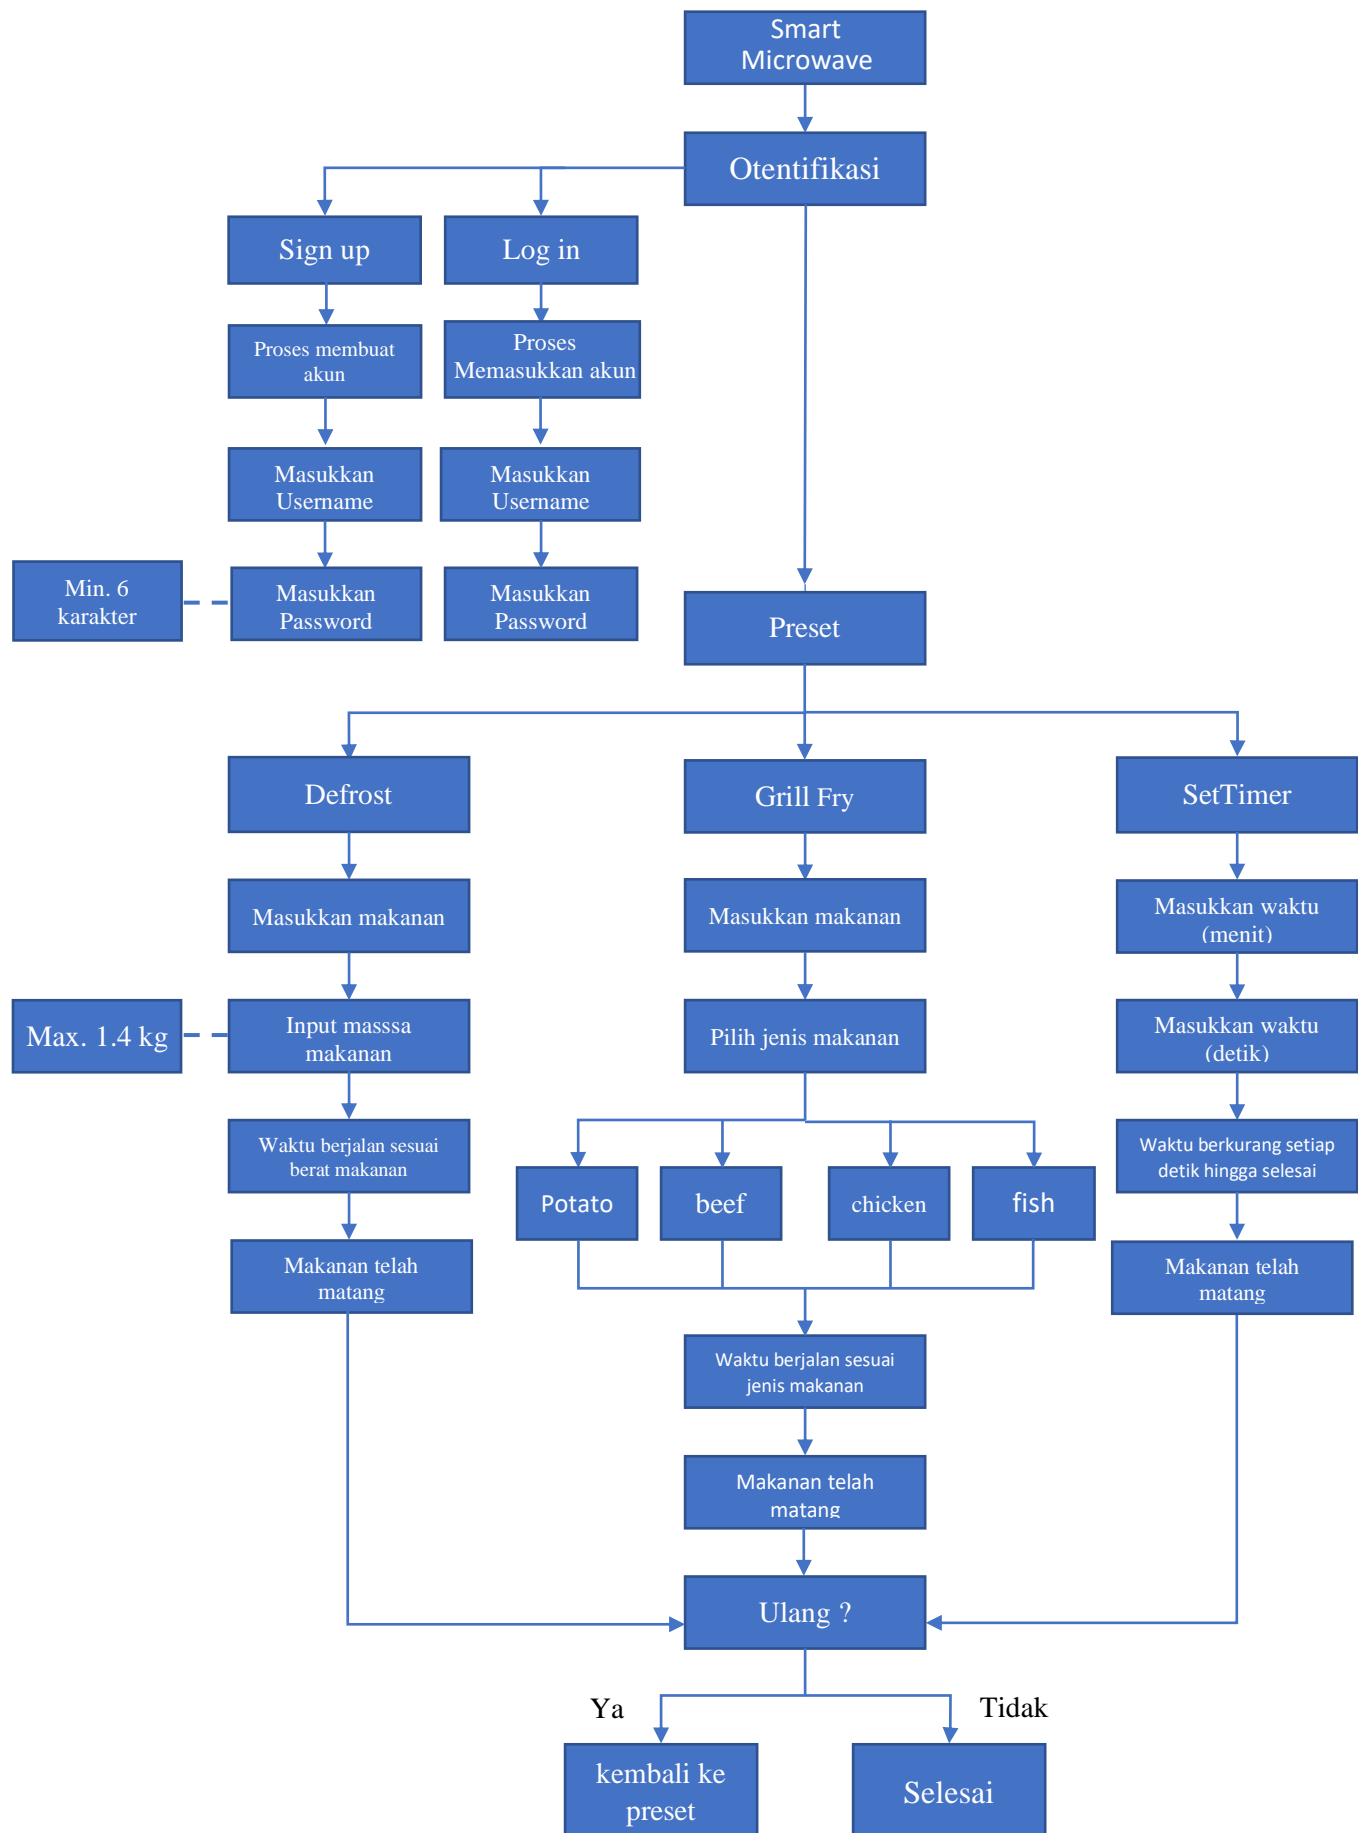 Smart
Microwave
Otentifikasi
Sign up
Log in
Proses membuat
akun
Proses
Memasukkan akun
Masukkan
Username
Masukkan
Username
Min. 6
karakter
Masukkan
Password
Masukkan
Password
Preset
Defrost
Grill Fry
SetTimer
Masukkan makanan
Masukkan makanan
Masukkan waktu
(menit)
Max. 1.4 kg
Input masssa
makanan
Pilih jenis makanan
Masukkan waktu
(detik)
Waktu berjalan sesuai
berat makanan
Potato
beef
chicken
fish
Waktu berkurang setiap
detik hingga selesai
Makanan telah
matang
Makanan telah
matang
Waktu berjalan sesuai
jenis makanan
Makanan telah
matang
Ulang ?
Ya
Tidak
kembali ke
preset
Selesai